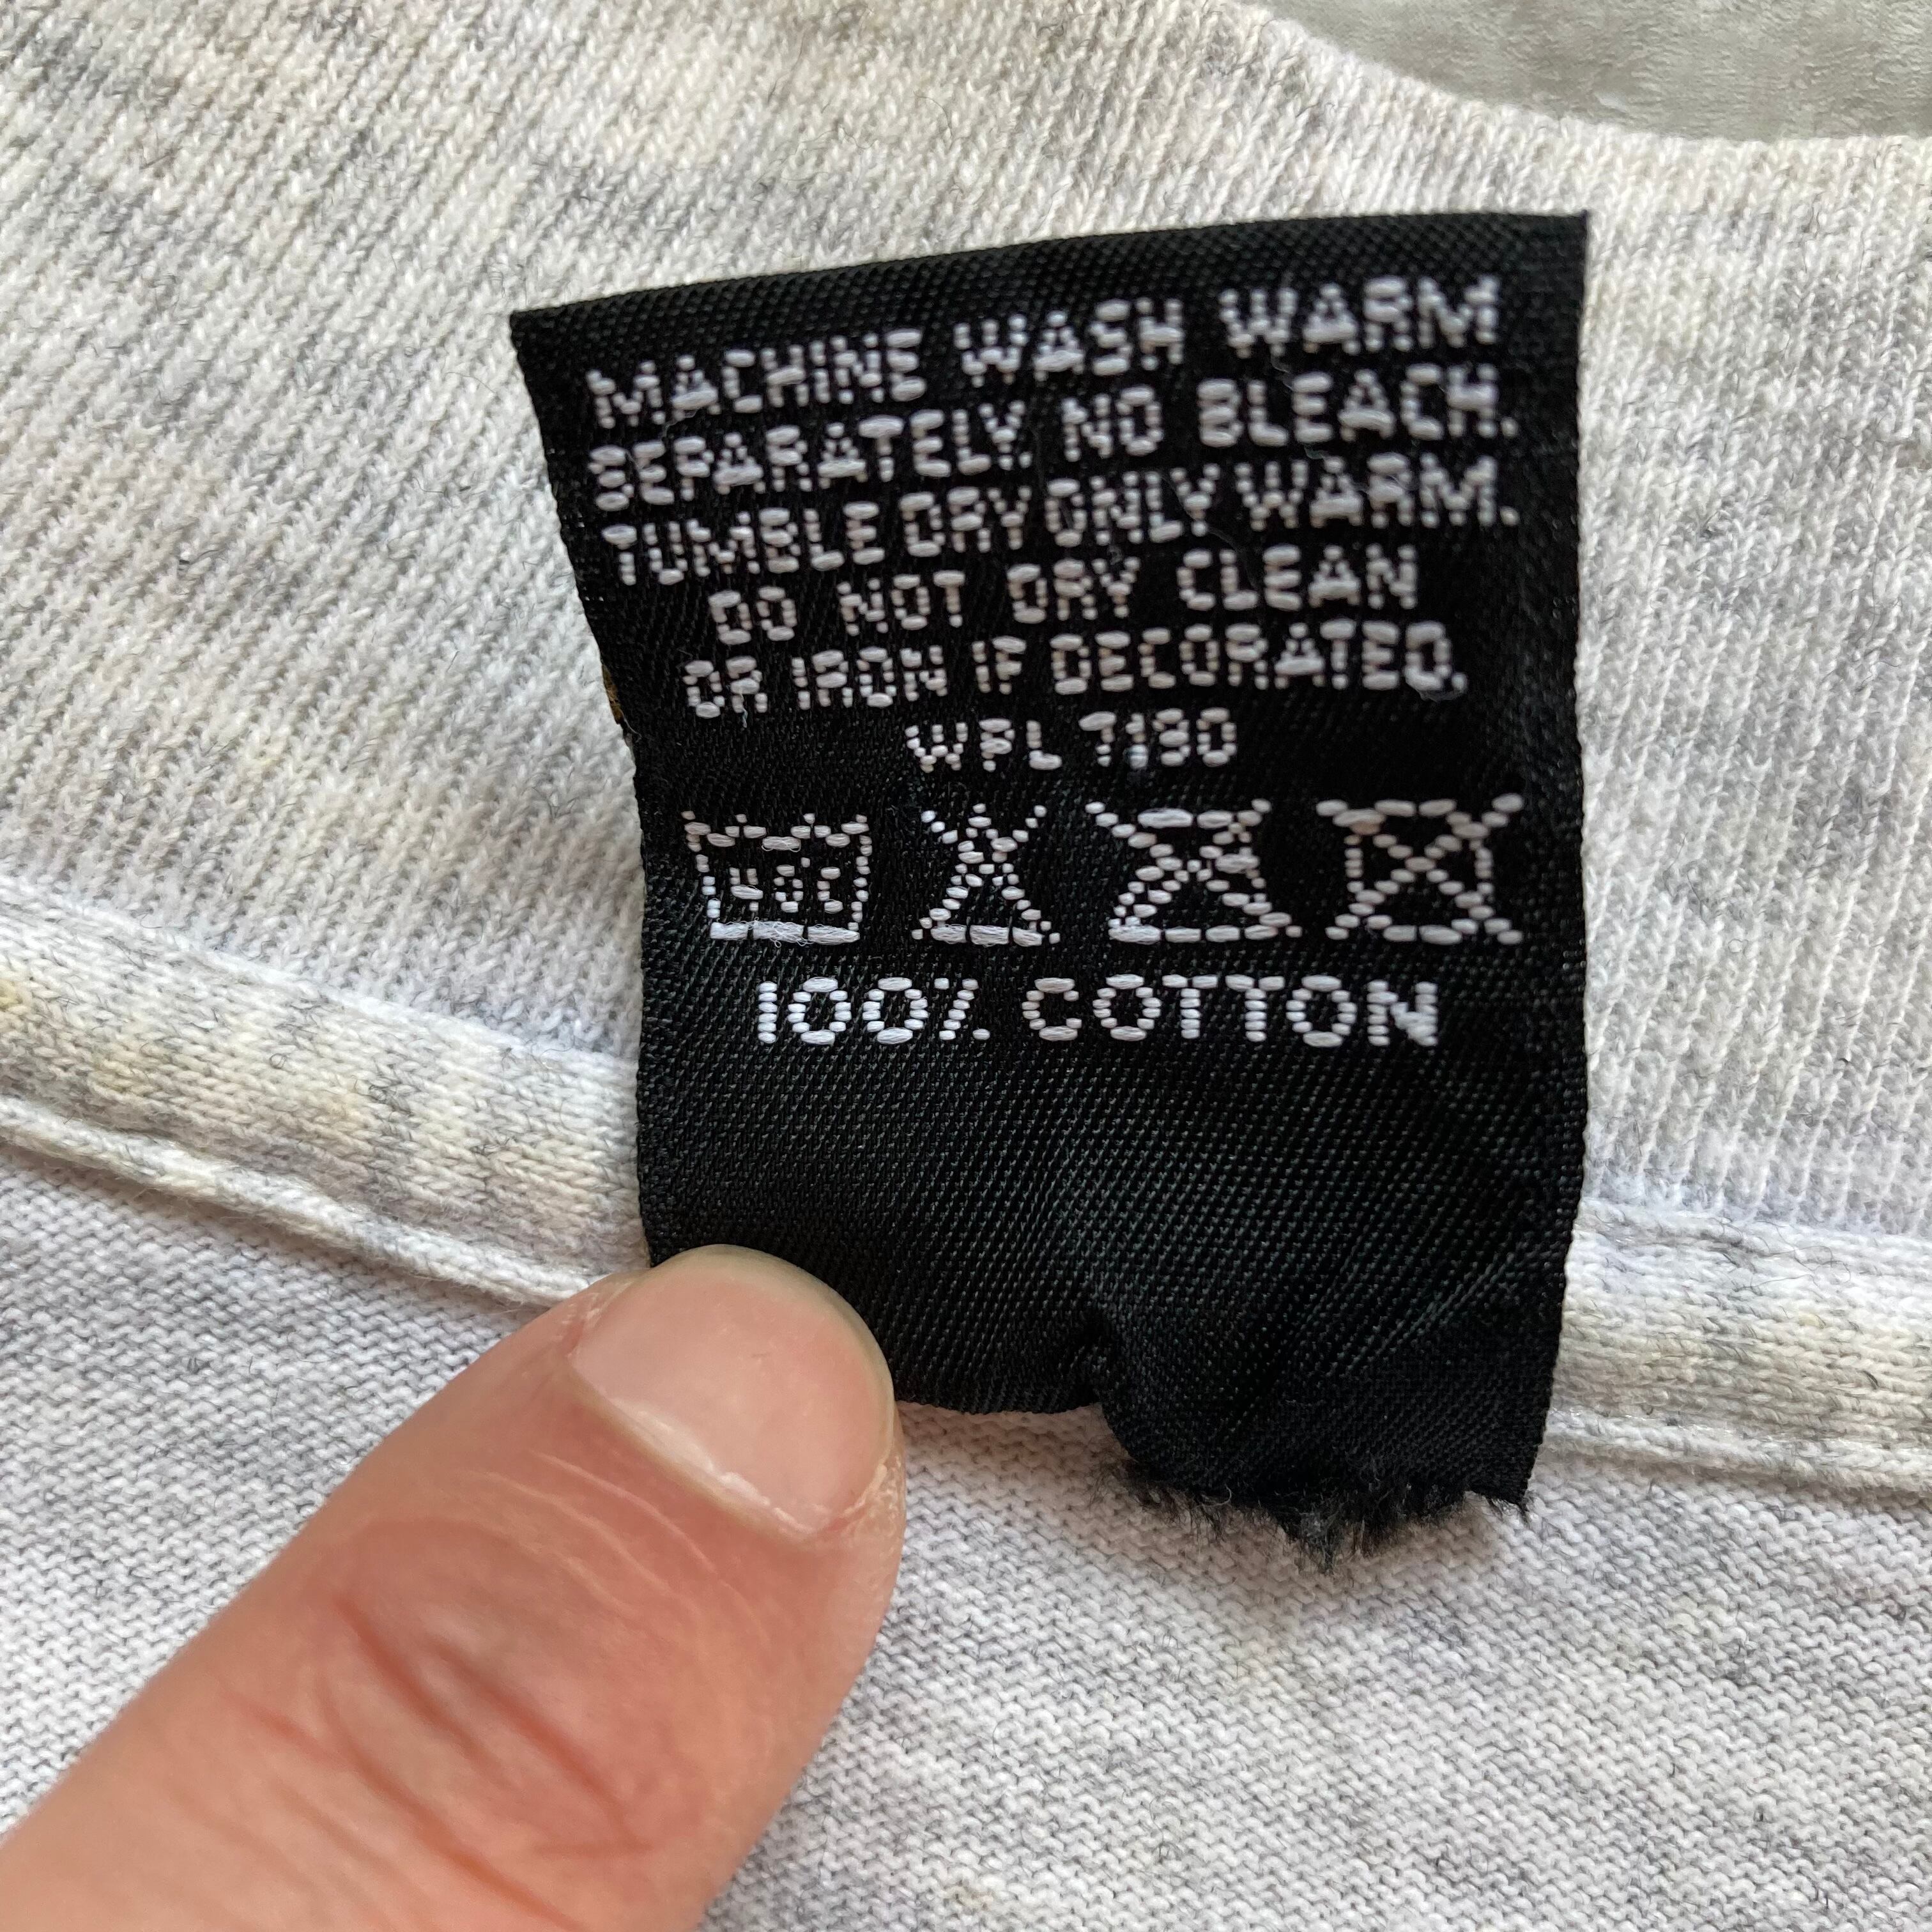 MACHINE WASH WARM
SEPARATELY. NO BLEACH.
TUMBLE DRY ONLY WARM.
DO NOT DRY CLEAN
OR IRON IF DECORATED.
WPL 7190
100% COTTON